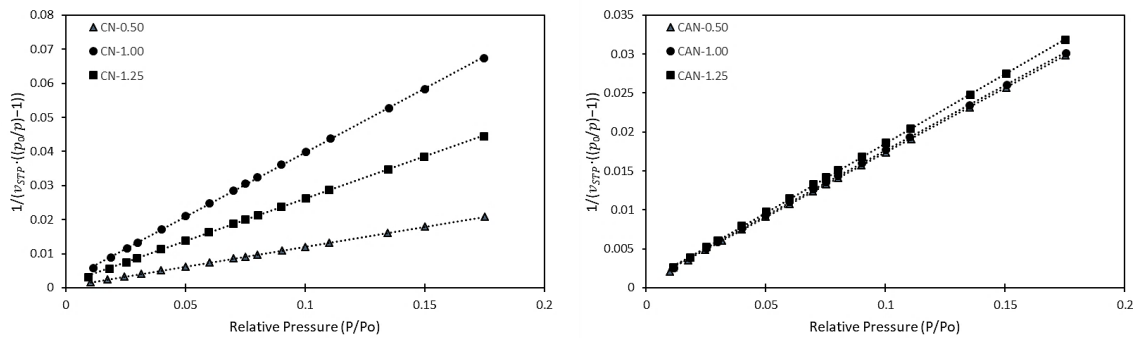 0.08
0.07
0.06
0.05
0.04
0.03
0.02
0.01
0
1/(v_STP·((p_0/p)−1))
CN-0.50
CN-1.00
CN-1.25
0 0.05 0.1 0.15 0.2
Relative Pressure (P/Po)
0.035
0.03
0.025
0.02
0.015
0.01
0.005
0
1/(v_STP·((p_0/p)−1))
CAN-0.50
CAN-1.00
CAN-1.25
0 0.05 0.1 0.15 0.2
Relative Pressure (P/Po)